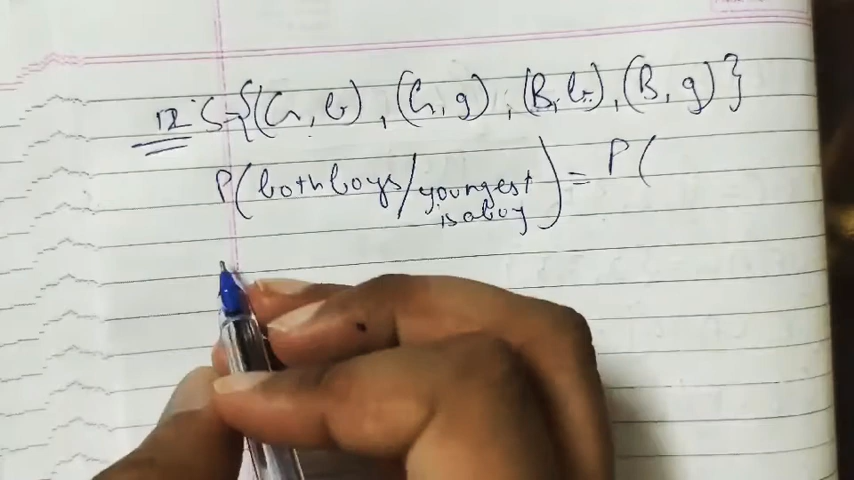 12. S={(G, b), (G, g), (B, b), (B, g)}
P(both boys/youngest = P(
is a boy)